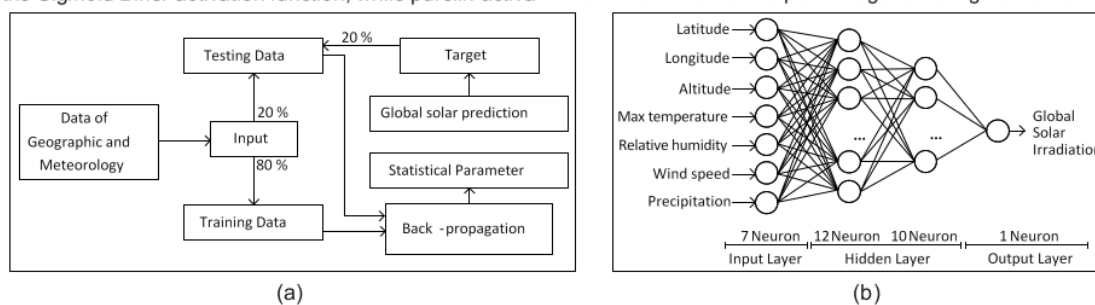 20 %
Testing Data
Target
20 %
Global solar prediction
Data of
Geographic and
Meteorology
Input
80 %
Statistical Parameter
Training Data
Back -propagation
(a)
Latitude
Longitude
Altitude
Max temperature
Relative humidity
Wind speed
Precipitation
...
...
Global
Solar
Irradiation
7 Neuron 12 Neuron 10 Neuron 1 Neuron
Input Layer Hidden Layer Output Layer
(b)